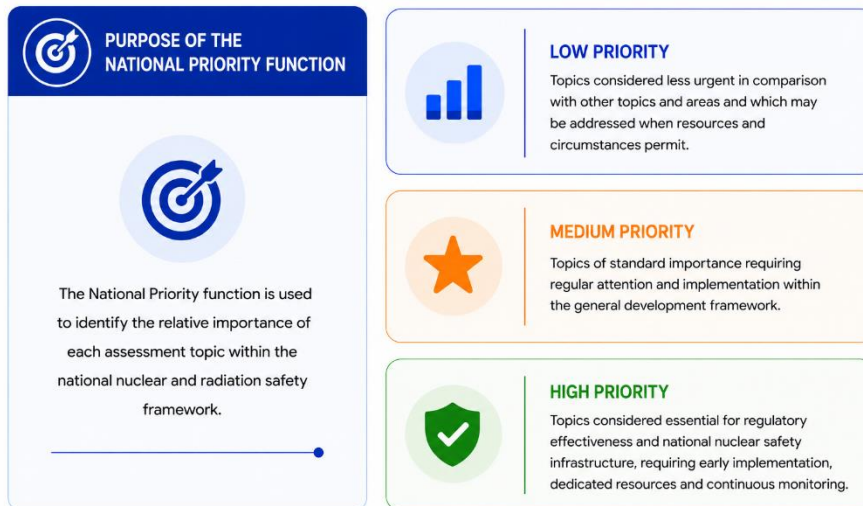 PURPOSE OF THE
NATIONAL PRIORITY FUNCTION
The National Priority function is used
to identify the relative importance of
each assessment topic within the
national nuclear and radiation safety
framework.
LOW PRIORITY
Topics considered less urgent in comparison
with other topics and areas and which may
be addressed when resources and
circumstances permit.
MEDIUM PRIORITY
Topics of standard importance requiring
regular attention and implementation within
the general development framework.
HIGH PRIORITY
Topics considered essential for regulatory
effectiveness and national nuclear safety
infrastructure, requiring early implementation,
dedicated resources and continuous monitoring.